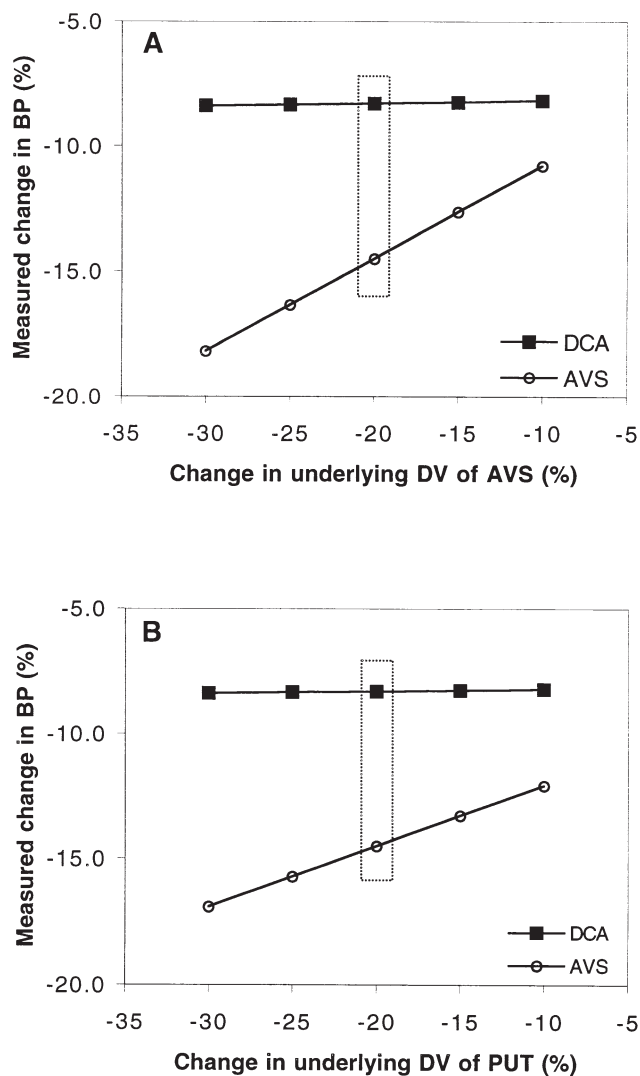 A
Measured change in BP (%)
-5.0
-10.0
-15.0
-20.0
DCA
AVS
-35 -30 -25 -20 -15 -10 -5
Change in underlying DV of AVS (%)
B
Measured change in BP (%)
-5.0
-10.0
-15.0
-20.0
DCA
AVS
-35 -30 -25 -20 -15 -10 -5
Change in underlying DV of PUT (%)